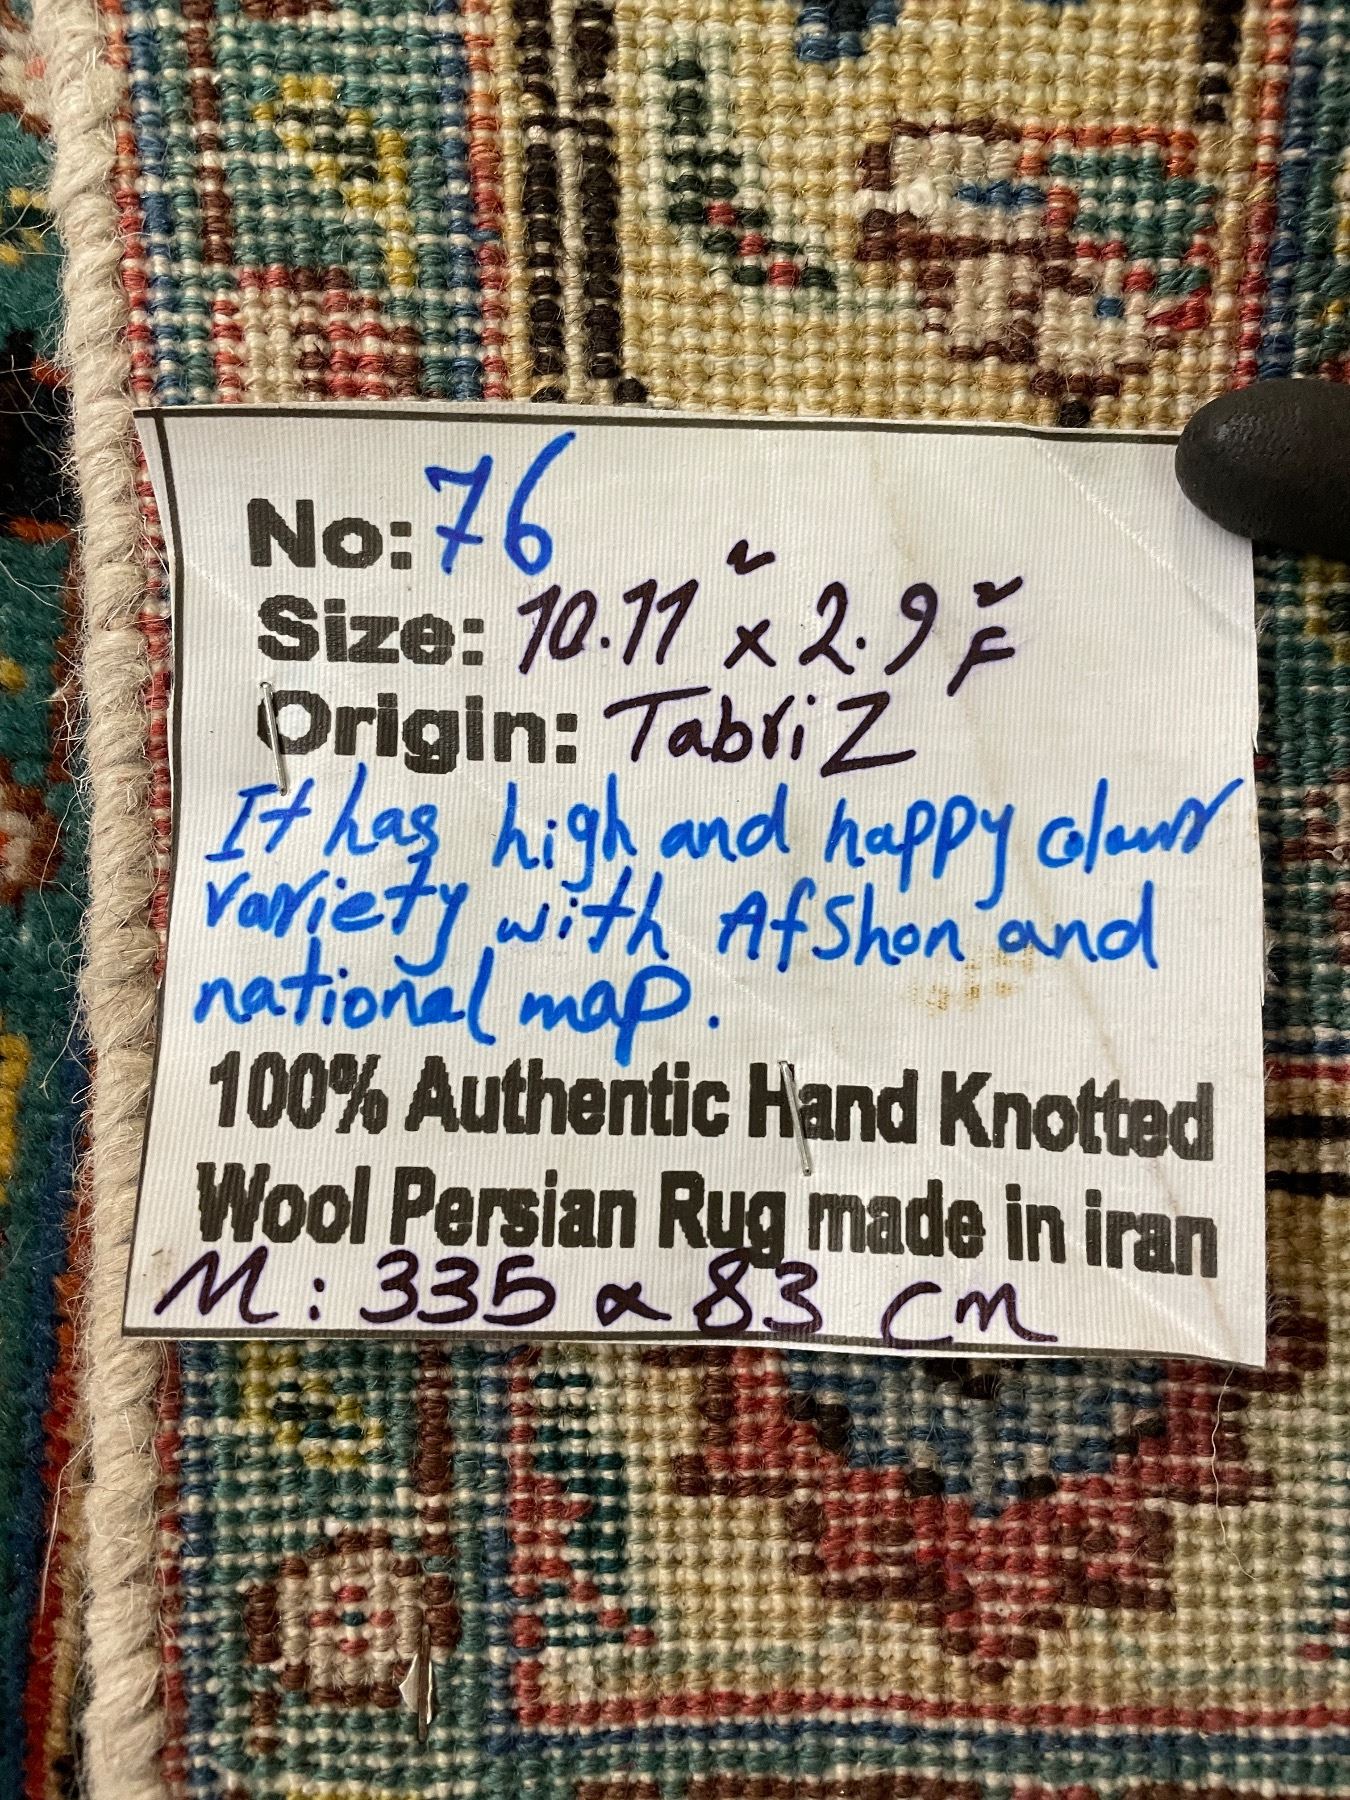 No: 76
Size: 10.11 x 2.9 F
Origin: TabriZ
It has high and happy colour
variety with Afshon and
national map.
100% Authentic Hand Knotted
Wool Persian Rug made in iran
M: 335 x 83 cm